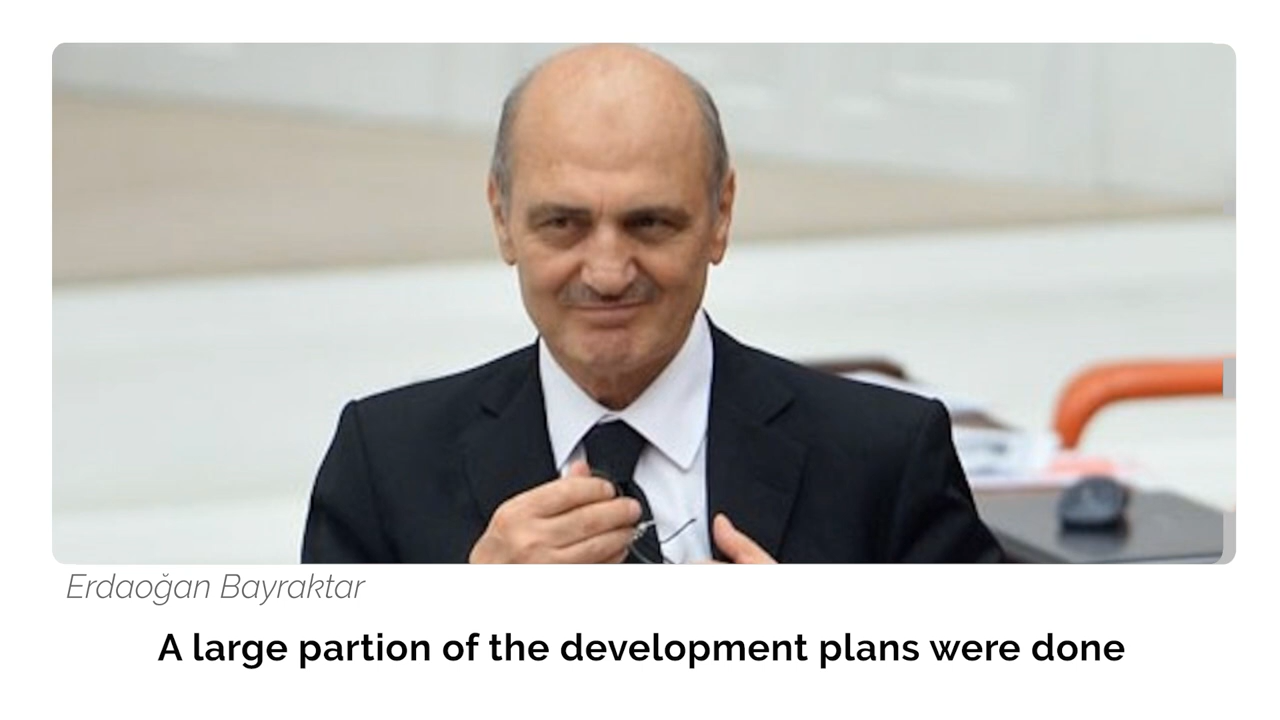 Erdaoğan Bayraktar
A large partion of the development plans were done